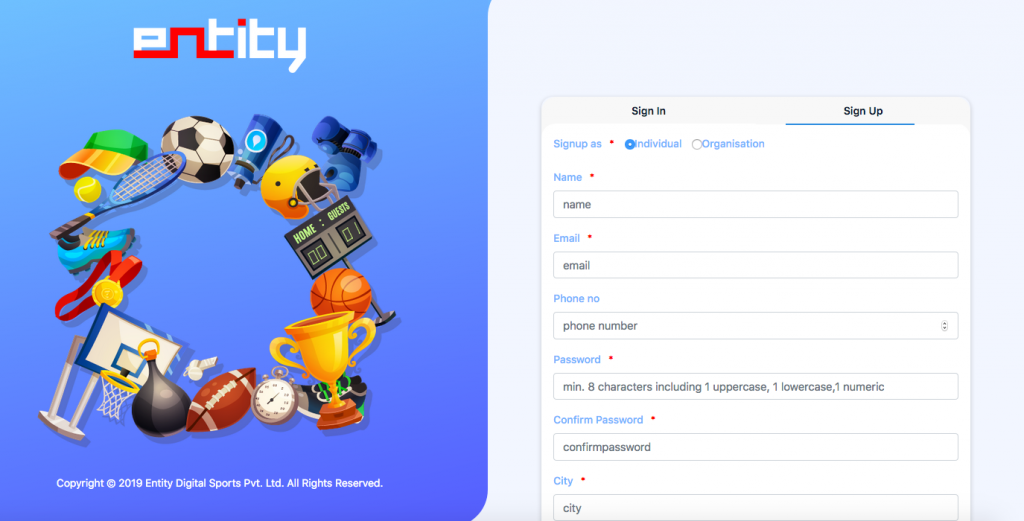 entity
HOME GUESTS
00 01
Copyright © 2019 Entity Digital Sports Pvt. Ltd. All Rights Reserved.
Sign In Sign Up
Signup as * Individual Organisation
Name *
name
Email *
email
Phone no
phone number
Password *
min. 8 characters including 1 uppercase, 1 lowercase,1 numeric
Confirm Password *
confirmpassword
City *
city